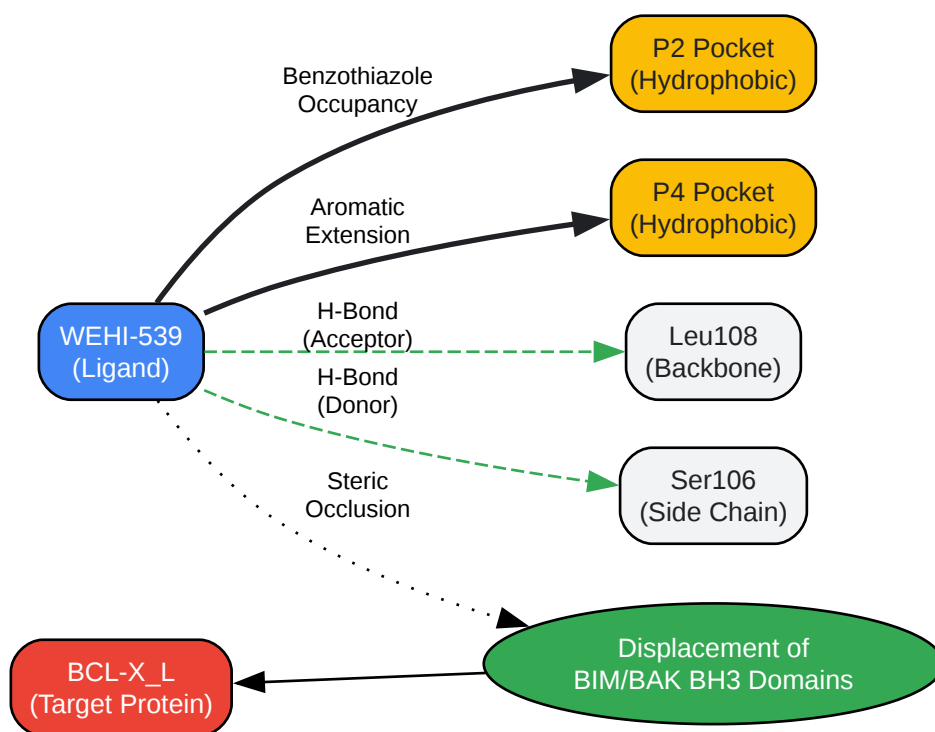 P2 Pocket
(Hydrophobic)
Benzothiazole
Occupancy
P4 Pocket
(Hydrophobic)
Aromatic
Extension
WEHI-539
(Ligand)
H-Bond
(Acceptor)
Leu108
(Backbone)
H-Bond
(Donor)
Ser106
(Side Chain)
Steric
Occlusion
Displacement of
BIM/BAK BH3 Domains
BCL-X_L
(Target Protein)